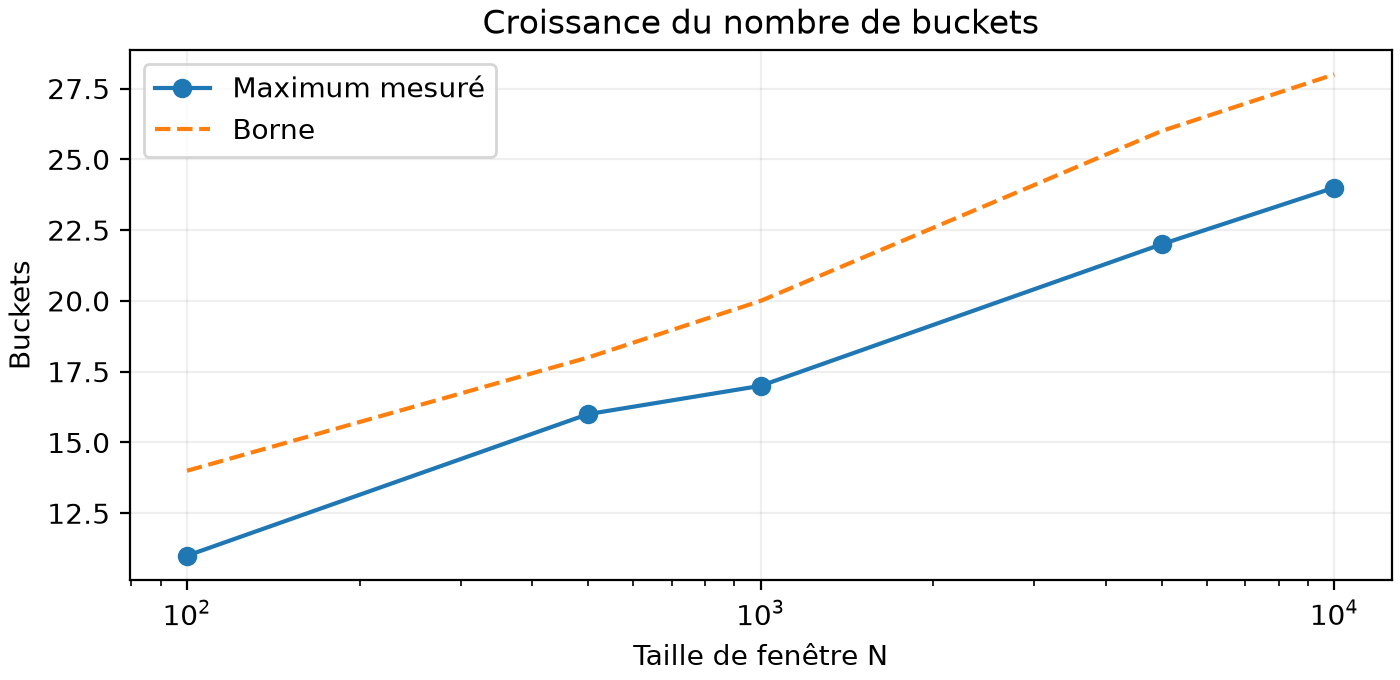 Croissance du nombre de buckets
Maximum mesuré
Borne
Buckets
27.5
25.0
22.5
20.0
17.5
15.0
12.5
10²
10³
10⁴
Taille de fenêtre N